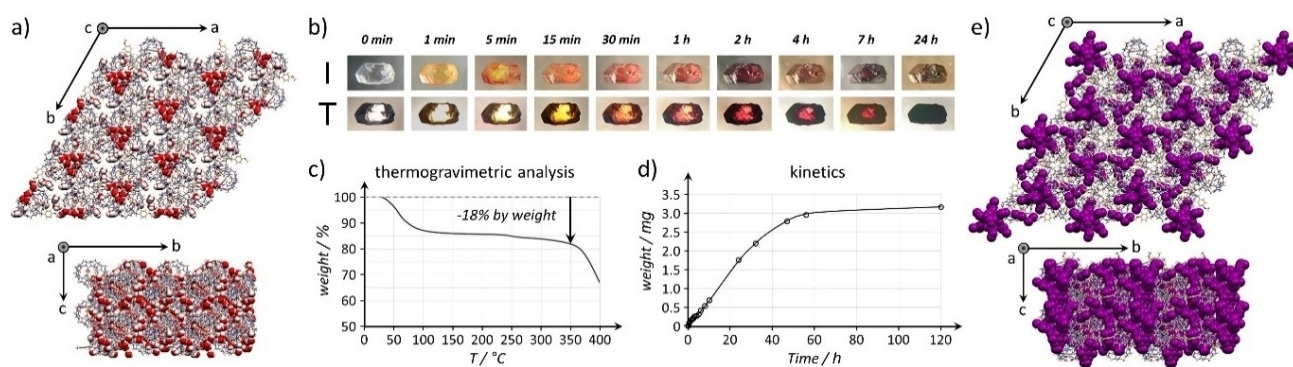 a)
c
a
b
a
b
c
b)
0 min 1 min 5 min 15 min 30 min 1 h 2 h 4 h 7 h 24 h
I
T
c)
thermogravimetric analysis
100
90
80
70
60
50
-18% by weight
weight / %
0 50 100 150 200 250 300 350 400
T / °C
d)
kinetics
3.5
3.0
2.5
2.0
1.5
1.0
0.5
0
weight / mg
0 20 40 60 80 100 120
Time / h
e)
c
a
b
a
b
c